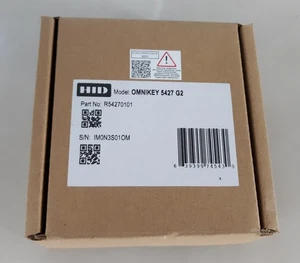 HID
Model: OMNIKEY 5427 G2
Part No: R54270101
S/N: IM0N3S01OM